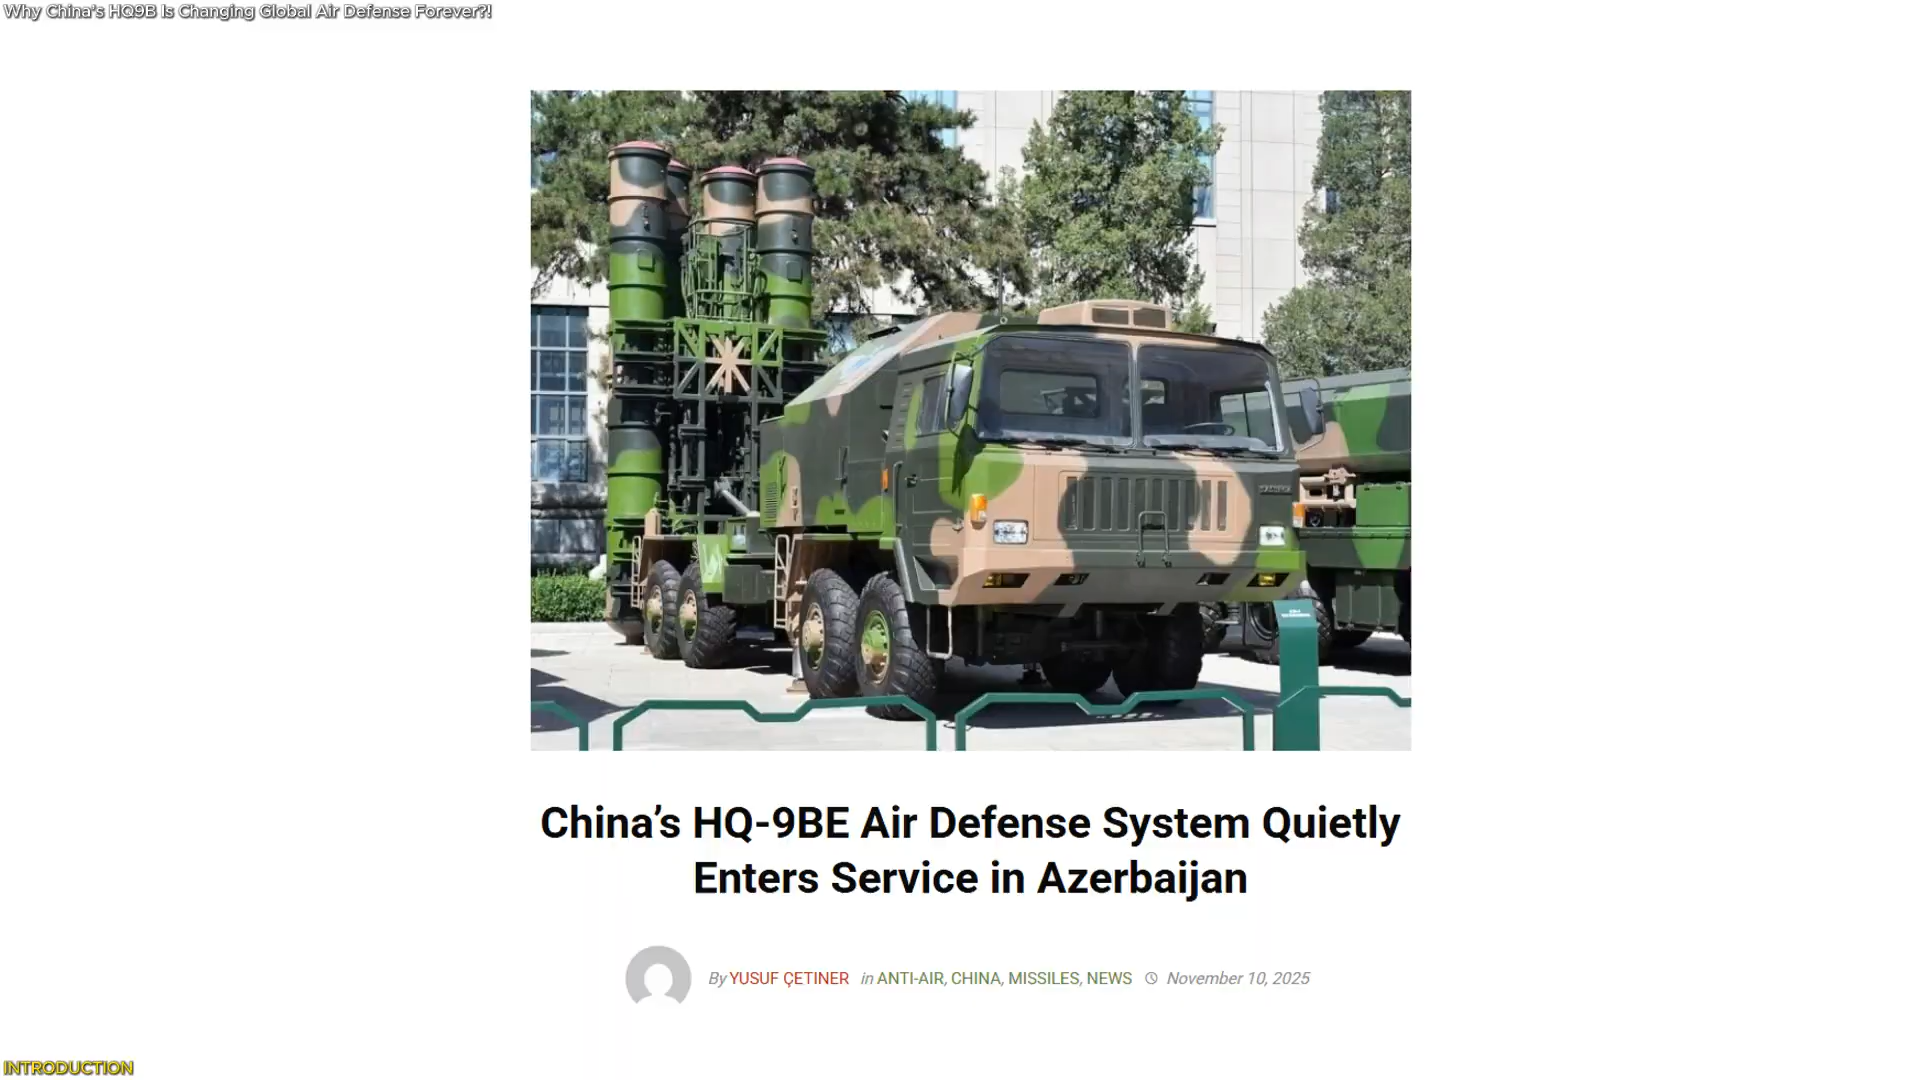 Why China's HQ9B Is Changing Global Air Defense Forever?!
China’s HQ-9BE Air Defense System Quietly
Enters Service in Azerbaijan
By YUSUF ÇETINER in ANTI-AIR, CHINA, MISSILES, NEWS November 10, 2025
INTRODUCTION